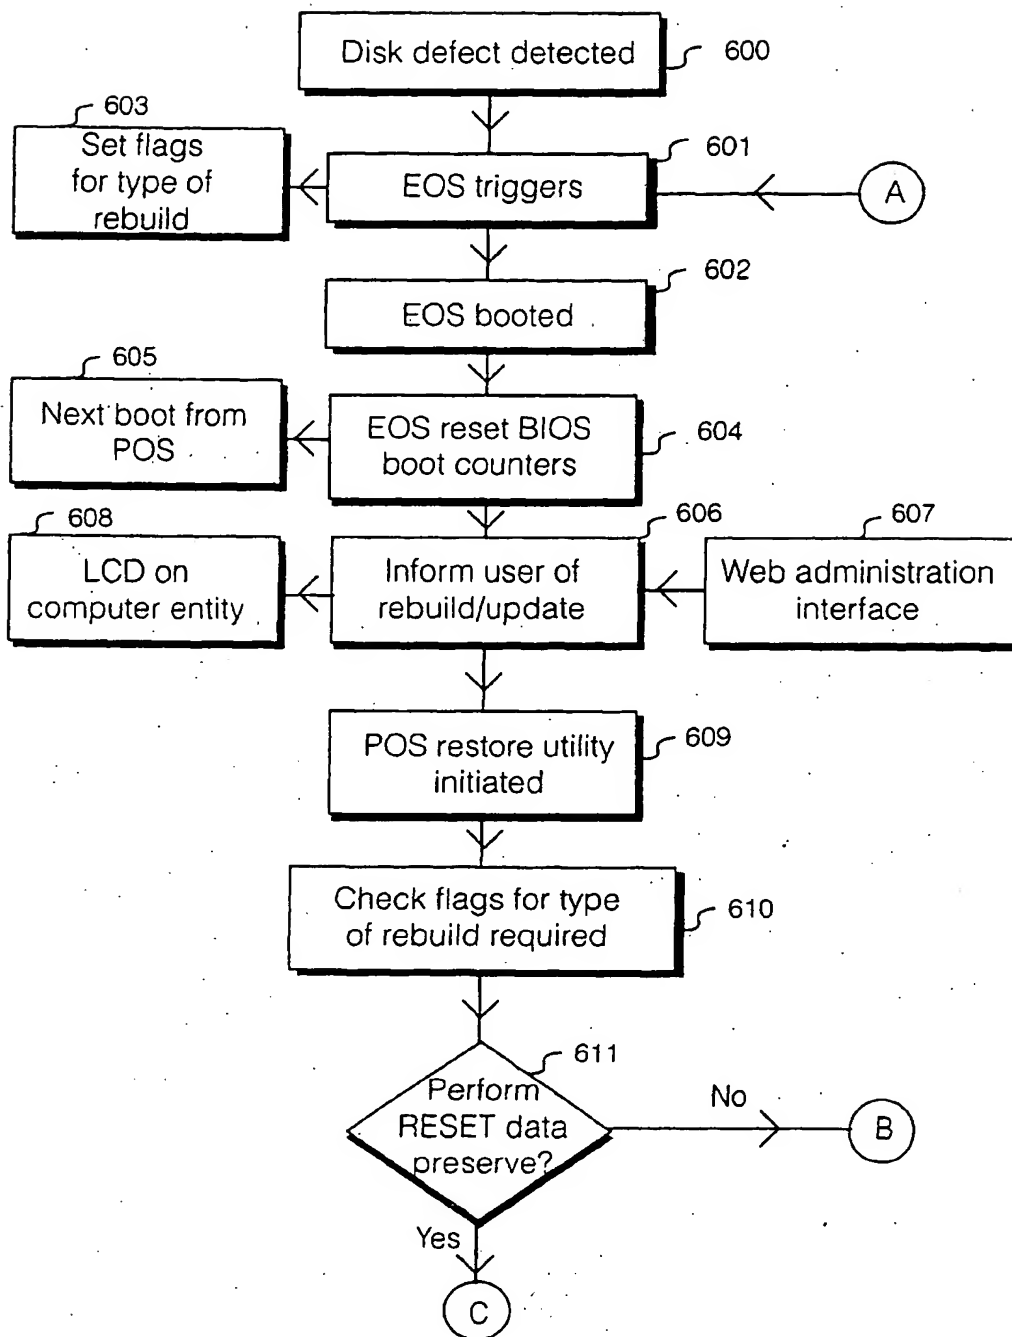 Disk defect detected
600
603
Set flags
for type of
rebuild
601
EOS triggers
A
602
EOS booted
605
Next boot from
POS
EOS reset BIOS
boot counters
604
608
LCD on
computer entity
606
Inform user of
rebuild/update
607
Web administration
interface
POS restore utility
initiated
609
Check flags for type
of rebuild required
610
611
Perform
RESET data
preserve?
No
B
Yes
C